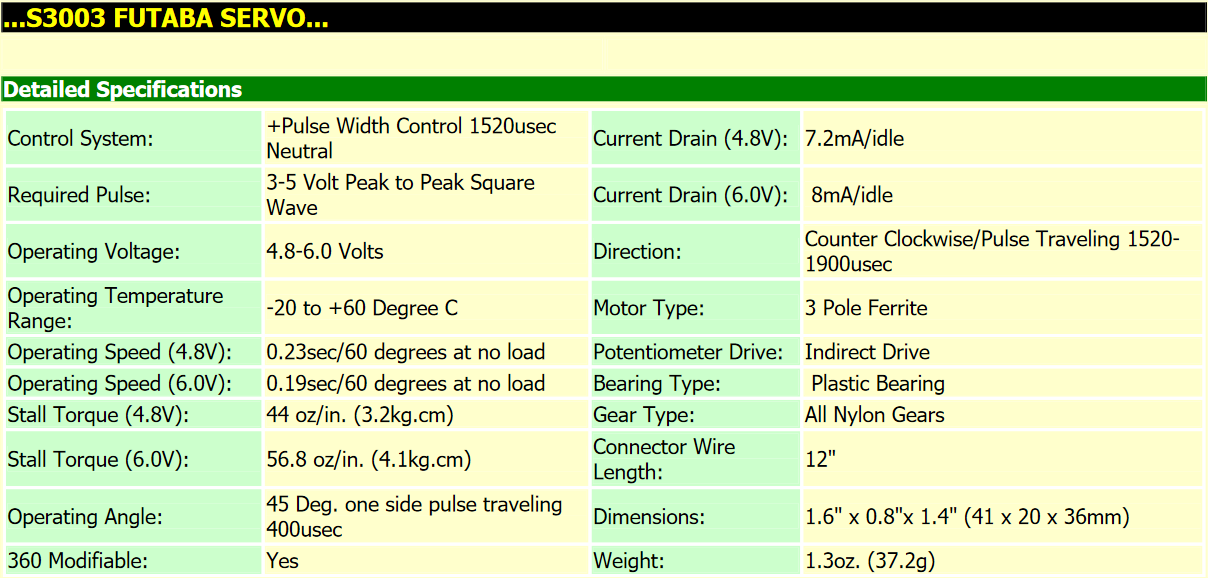 ...S3003 FUTABA SERVO...
Detailed Specifications
Control System: +Pulse Width Control 1520usec Neutral Current Drain (4.8V): 7.2mA/idle
Required Pulse: 3-5 Volt Peak to Peak Square Wave Current Drain (6.0V): 8mA/idle
Operating Voltage: 4.8-6.0 Volts Direction: Counter Clockwise/Pulse Traveling 1520-1900usec
Operating Temperature Range: -20 to +60 Degree C Motor Type: 3 Pole Ferrite
Operating Speed (4.8V): 0.23sec/60 degrees at no load Potentiometer Drive: Indirect Drive
Operating Speed (6.0V): 0.19sec/60 degrees at no load Bearing Type: Plastic Bearing
Stall Torque (4.8V): 44 oz/in. (3.2kg.cm) Gear Type: All Nylon Gears
Stall Torque (6.0V): 56.8 oz/in. (4.1kg.cm) Connector Wire Length: 12"
Operating Angle: 45 Deg. one side pulse traveling 400usec Dimensions: 1.6" x 0.8"x 1.4" (41 x 20 x 36mm)
360 Modifiable: Yes Weight: 1.3oz. (37.2g)